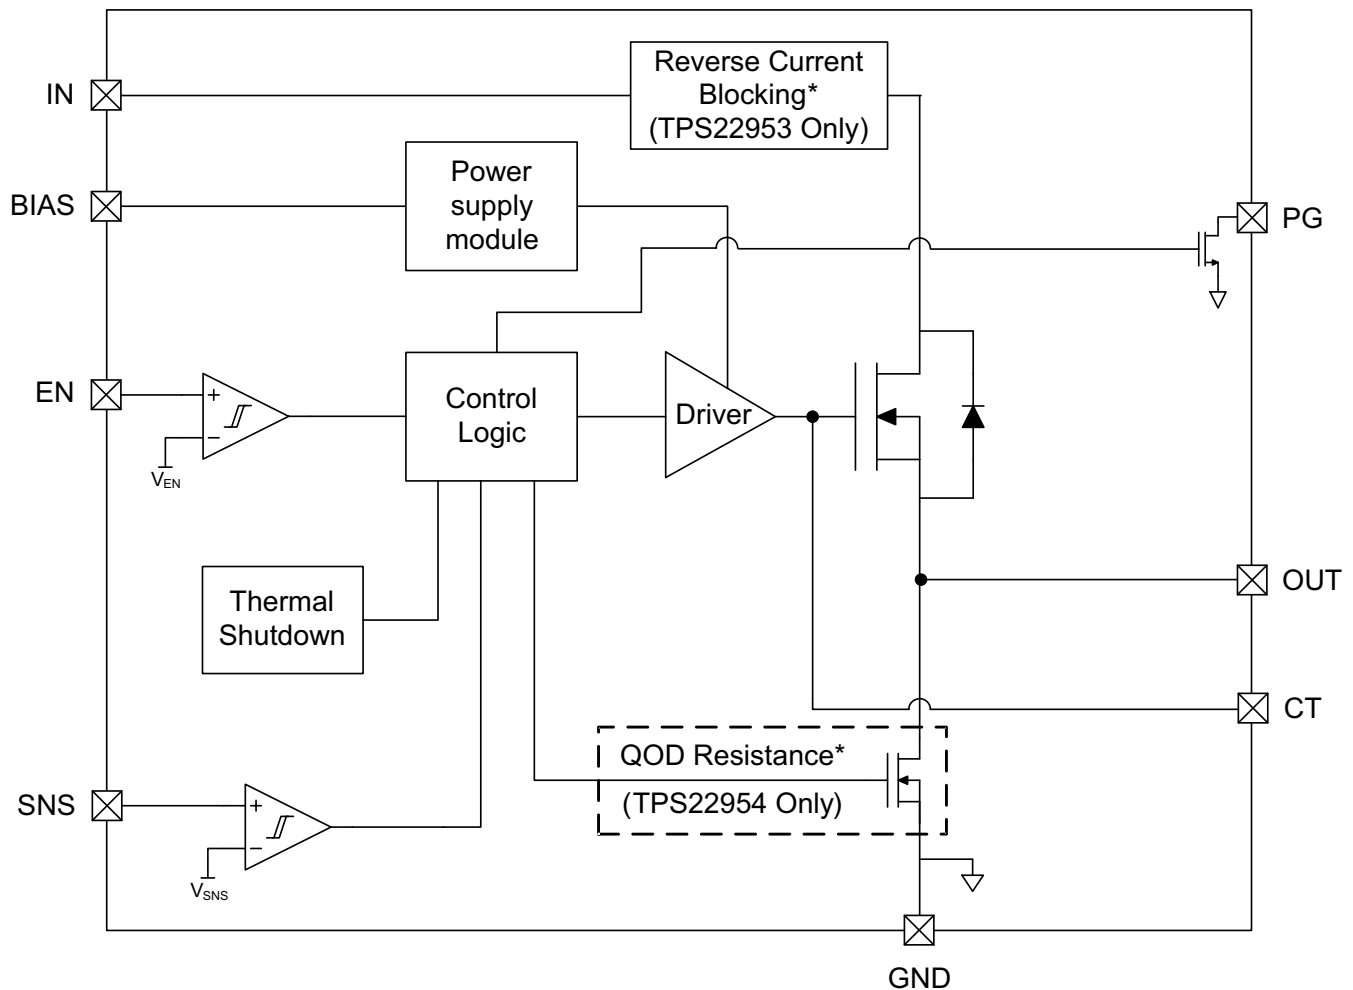 Reverse Current
Blocking*
(TPS22953 Only)
IN
Power
supply
module
BIAS
PG
EN
+
−
V_EN
Control
Logic
Driver
OUT
Thermal
Shutdown
CT
QOD Resistance*
(TPS22954 Only)
SNS
+
−
V_SNS
GND